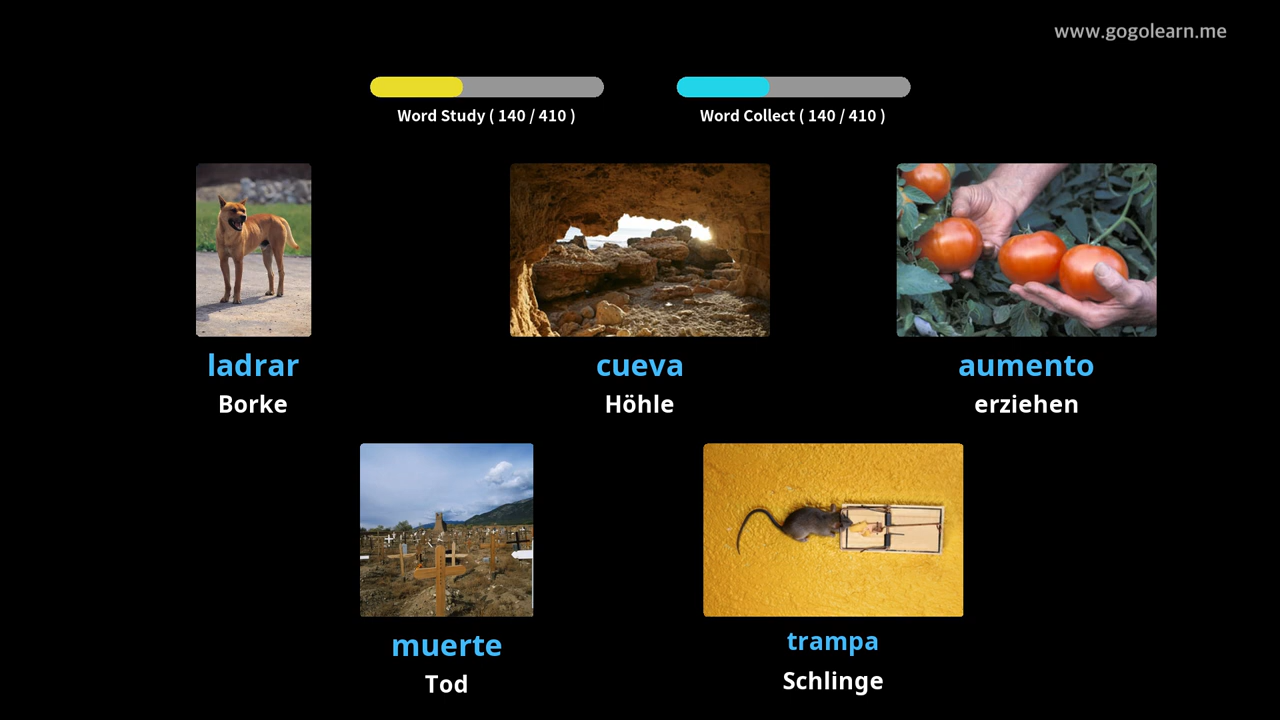 www.gogolearn.me
Word Study ( 140 / 410 )
Word Collect ( 140 / 410 )
ladrar
Borke
cueva
Höhle
aumento
erziehen
muerte
Tod
trampa
Schlinge